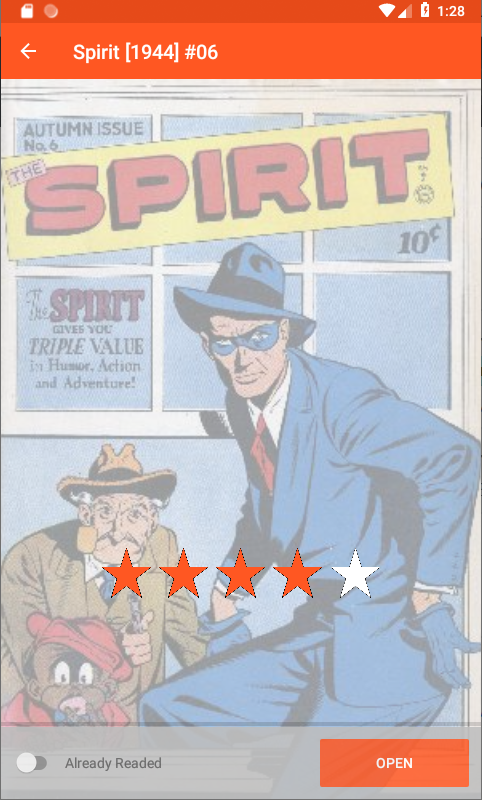 1:28
Spirit [1944] #06
AUTUMN ISSUE
No. 6
THE
SPIRIT
10¢
The SPIRIT
GIVES YOU
TRIPLE VALUE
in Humor, Action
and Adventure!
Already Readed
OPEN